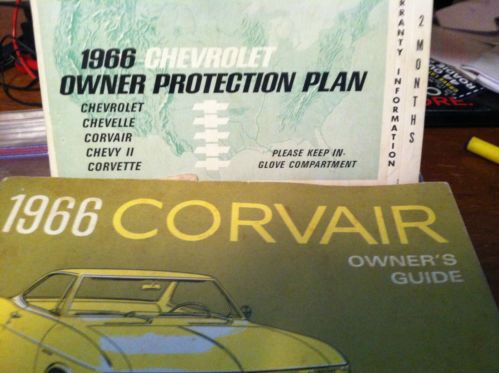 1966 CHEVROLET
OWNER PROTECTION PLAN
CHEVROLET
CHEVELLE
CORVAIR
CHEVY II
CORVETTE
PLEASE KEEP IN-
GLOVE COMPARTMENT
INFORMATION
2 MONTHS
1966 CORVAIR
OWNER'S
GUIDE